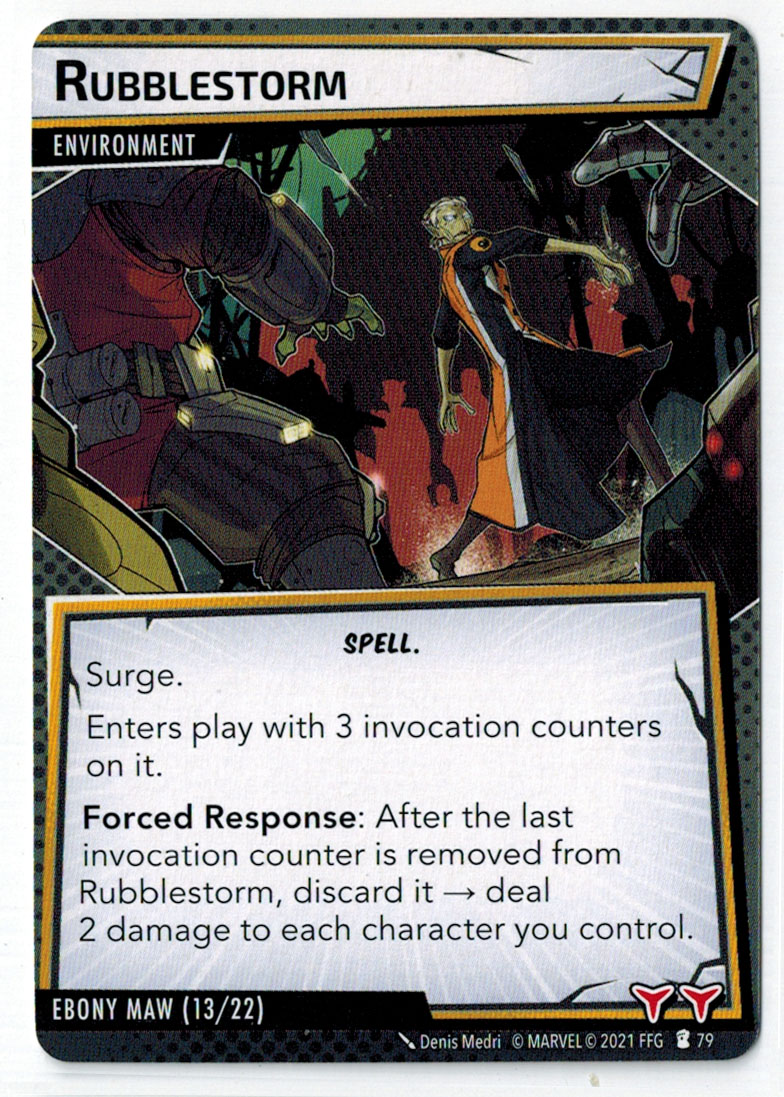 RUBBLESTORM
ENVIRONMENT
SPELL.
Surge.
Enters play with 3 invocation counters
on it.
Forced Response: After the last
invocation counter is removed from
Rubblestorm, discard it → deal
2 damage to each character you control.
EBONY MAW (13/22)
Denis Medri © MARVEL © 2021 FFG 79